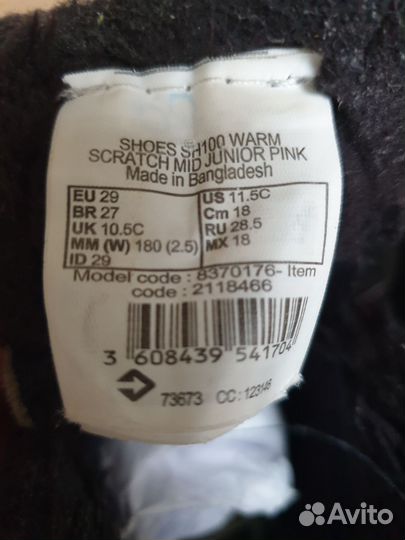 SHOES SH100 WARM
SCRATCH MID JUNIOR PINK
Made in Bangladesh
EU 29 US 11.5C
BR 27 Cm 18
UK 10.5C RU 28.5
MM (W) 180 (2.5) MX 18
ID 29
Model code : 8370176- Item
code : 2118466
3 608439 541704
73673 CC : 123146
Avito